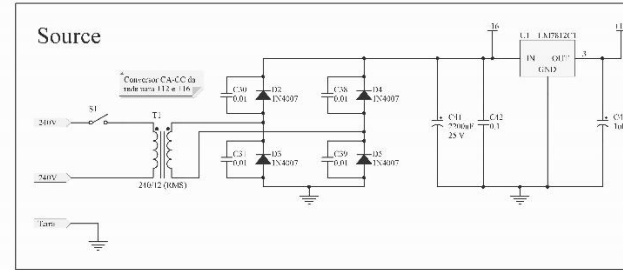 Source
Conversor CA-CC da
rede para +12 e +16
S1
240V
T1
240V
240/12 (RMS)
Terra
C30
0.01
D2
1N4007
C38
0.01
D4
1N4007
C31
0.01
D3
1N4007
C39
0.01
D5
1N4007
C41
2200uF
25 V
C42
0.1
U1 LM7812CT
IN OUT
GND
3